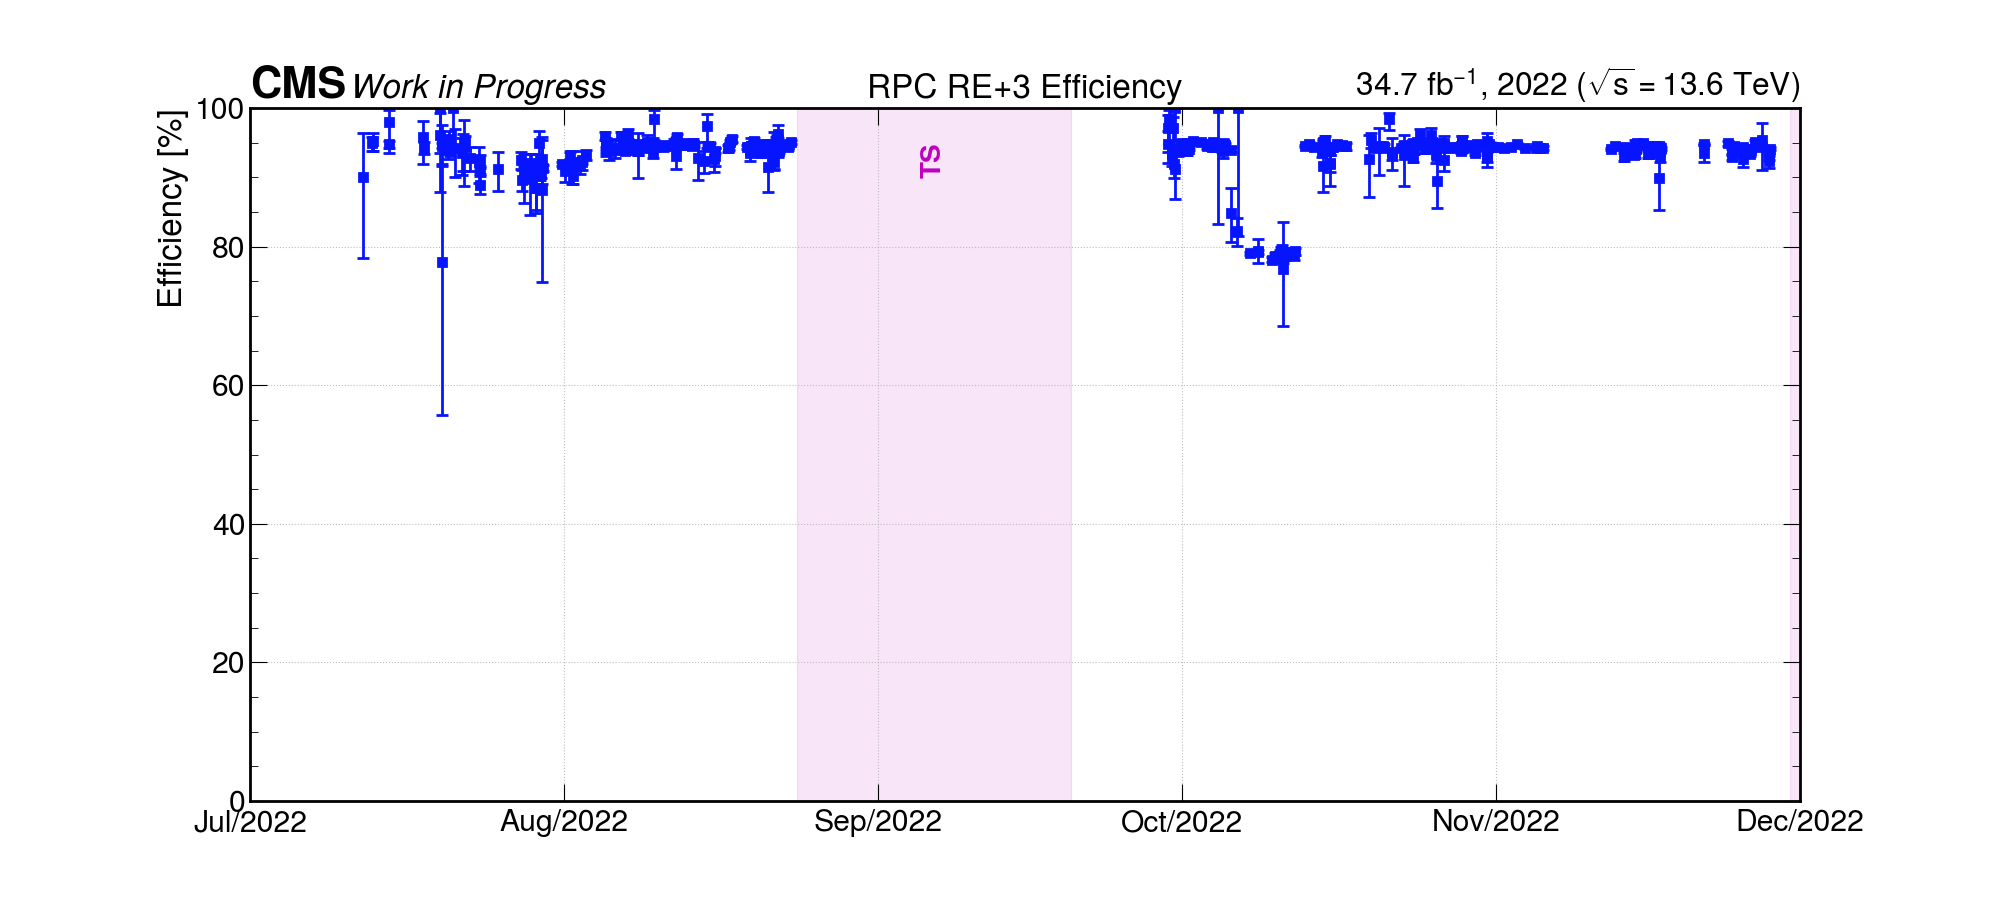 CMS Work in Progress RPC RE+3 Efficiency 34.7 fb⁻¹, 2022 (√s = 13.6 TeV)
Efficiency [%]
100
80
60
40
20
0
TS
Jul/2022 Aug/2022 Sep/2022 Oct/2022 Nov/2022 Dec/2022